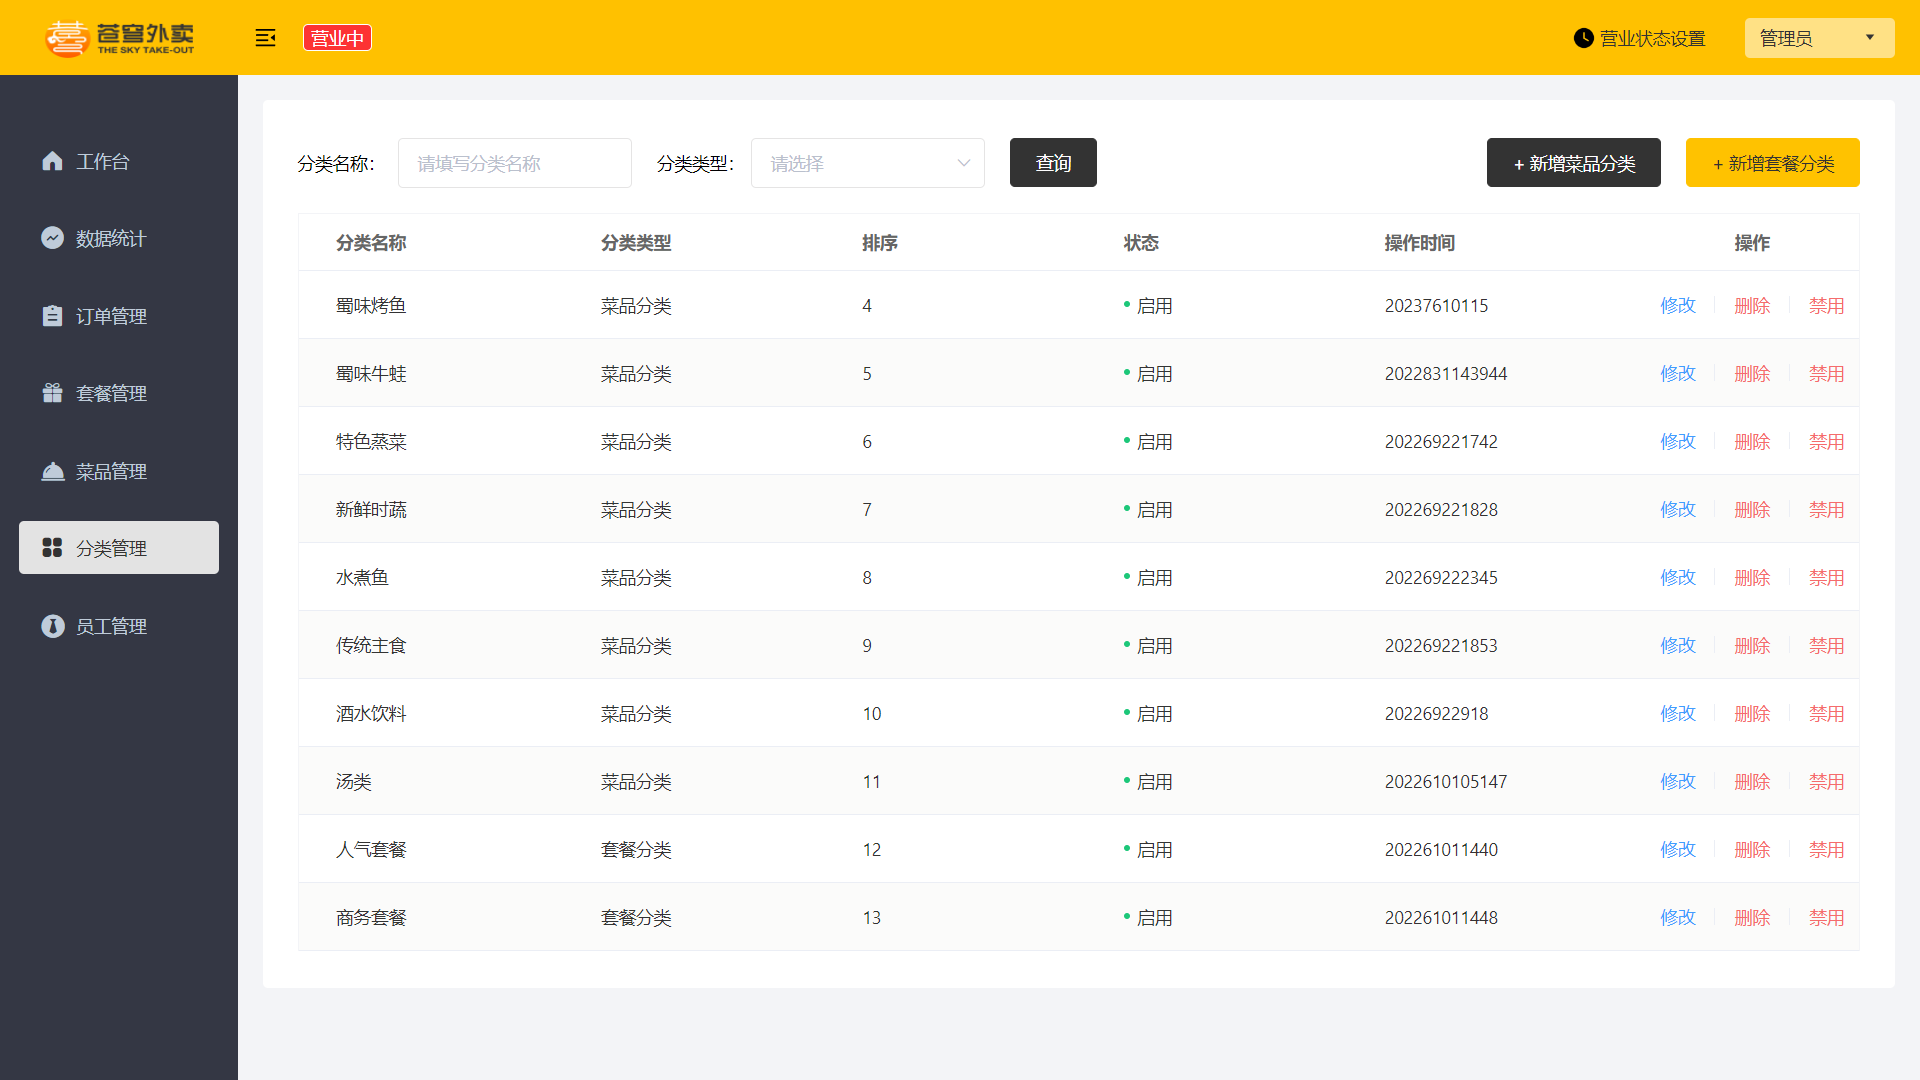 苍穹外卖
THE SKY TAKE-OUT
营业中
营业状态设置
管理员
工作台
数据统计
订单管理
套餐管理
菜品管理
分类管理
员工管理
分类名称: 请填写分类名称 分类类型: 请选择 查询 + 新增菜品分类 + 新增套餐分类
分类名称 分类类型 排序 状态 操作时间 操作
蜀味烤鱼 菜品分类 4 启用 20237610115 修改 删除 禁用
蜀味牛蛙 菜品分类 5 启用 2022831143944 修改 删除 禁用
特色蒸菜 菜品分类 6 启用 202269221742 修改 删除 禁用
新鲜时蔬 菜品分类 7 启用 202269221828 修改 删除 禁用
水煮鱼 菜品分类 8 启用 202269222345 修改 删除 禁用
传统主食 菜品分类 9 启用 202269221853 修改 删除 禁用
酒水饮料 菜品分类 10 启用 20226922918 修改 删除 禁用
汤类 菜品分类 11 启用 2022610105147 修改 删除 禁用
人气套餐 套餐分类 12 启用 202261011440 修改 删除 禁用
商务套餐 套餐分类 13 启用 202261011448 修改 删除 禁用